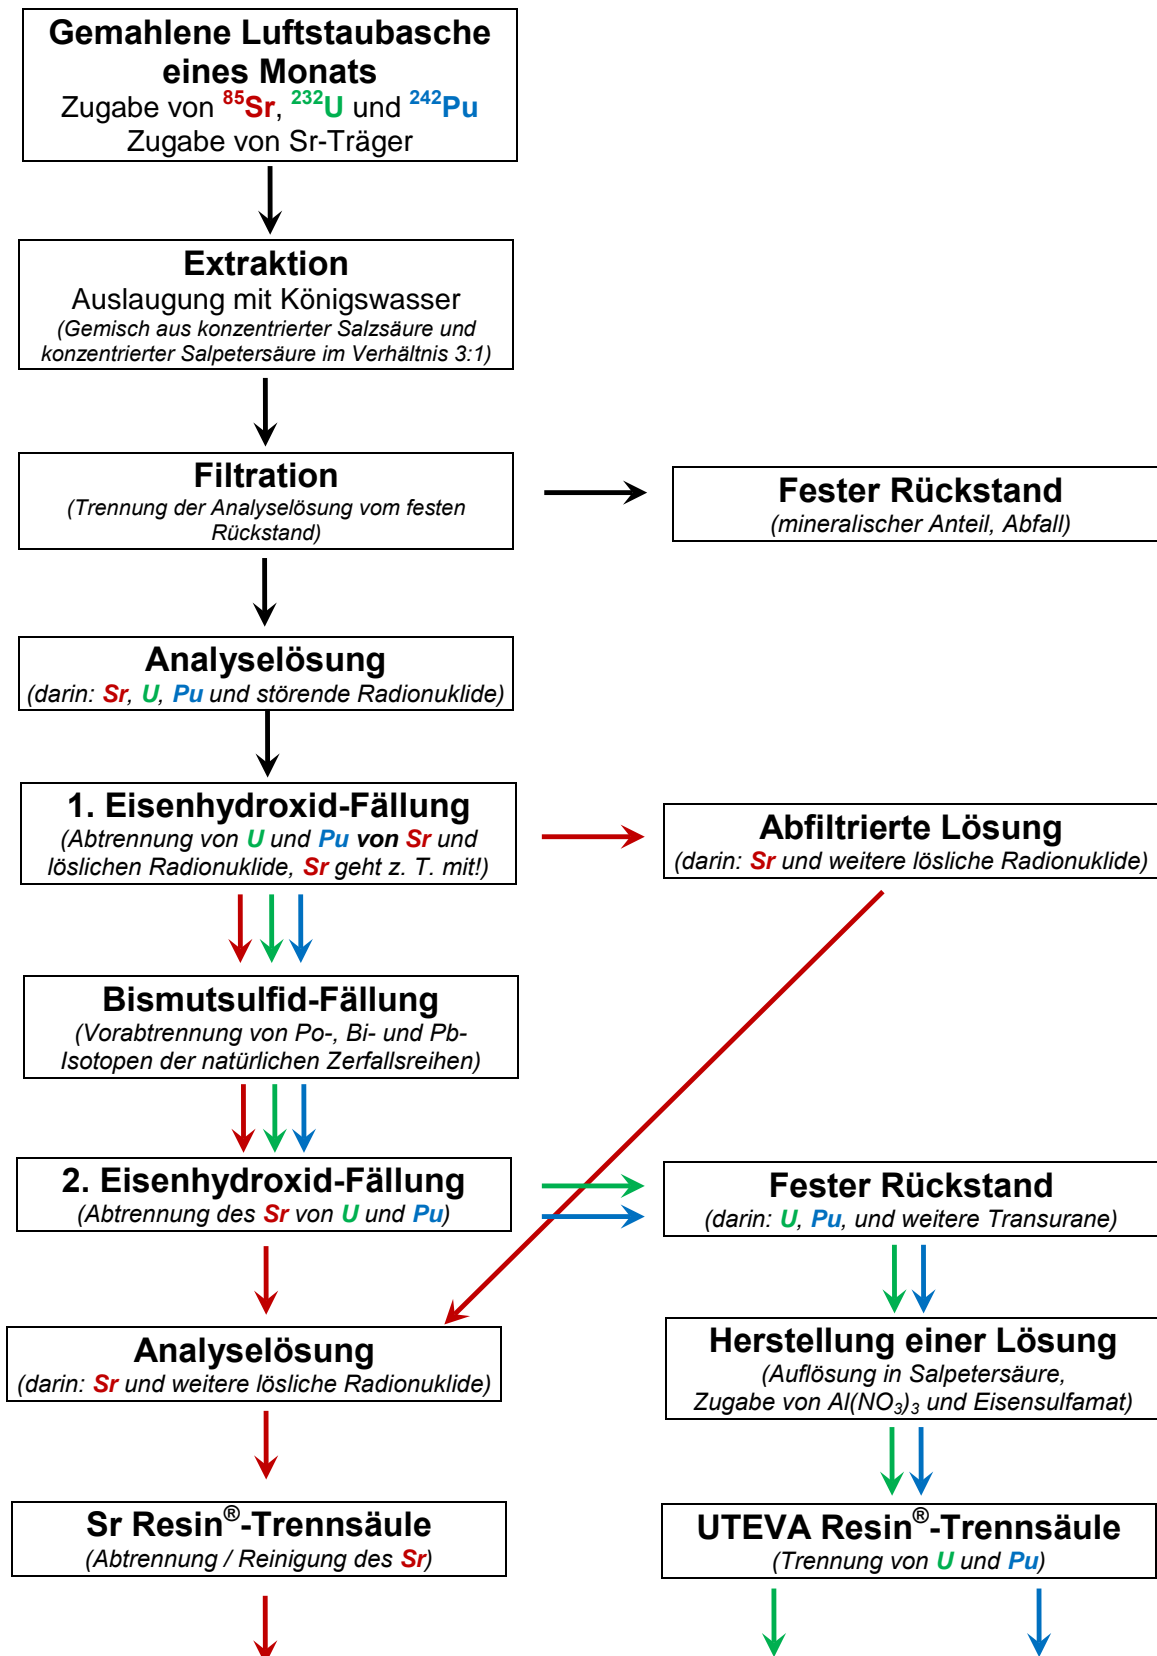 Gemahlene Luftstaubasche
eines Monats
Zugabe von ⁸⁵Sr, ²³²U und ²⁴²Pu
Zugabe von Sr-Träger
Extraktion
Auslaugung mit Königswasser
(Gemisch aus konzentrierter Salzsäure und
konzentrierter Salpetersäure im Verhältnis 3:1)
Filtration
(Trennung der Analyselösung vom festen
Rückstand)
Fester Rückstand
(mineralischer Anteil, Abfall)
Analyselösung
(darin: Sr, U, Pu und störende Radionuklide)
1. Eisenhydroxid-Fällung
(Abtrennung von U und Pu von Sr und
löslichen Radionuklide, Sr geht z. T. mit!)
Abfiltrierte Lösung
(darin: Sr und weitere lösliche Radionuklide)
Bismutsulfid-Fällung
(Vorabtrennung von Po-, Bi- und Pb-
Isotopen der natürlichen Zerfallsreihen)
2. Eisenhydroxid-Fällung
(Abtrennung des Sr von U und Pu)
Fester Rückstand
(darin: U, Pu, und weitere Transurane)
Analyselösung
(darin: Sr und weitere lösliche Radionuklide)
Herstellung einer Lösung
(Auflösung in Salpetersäure,
Zugabe von Al(NO₃)₃ und Eisensulfamat)
Sr Resin®-Trennsäule
(Abtrennung / Reinigung des Sr)
UTEVA Resin®-Trennsäule
(Trennung von U und Pu)